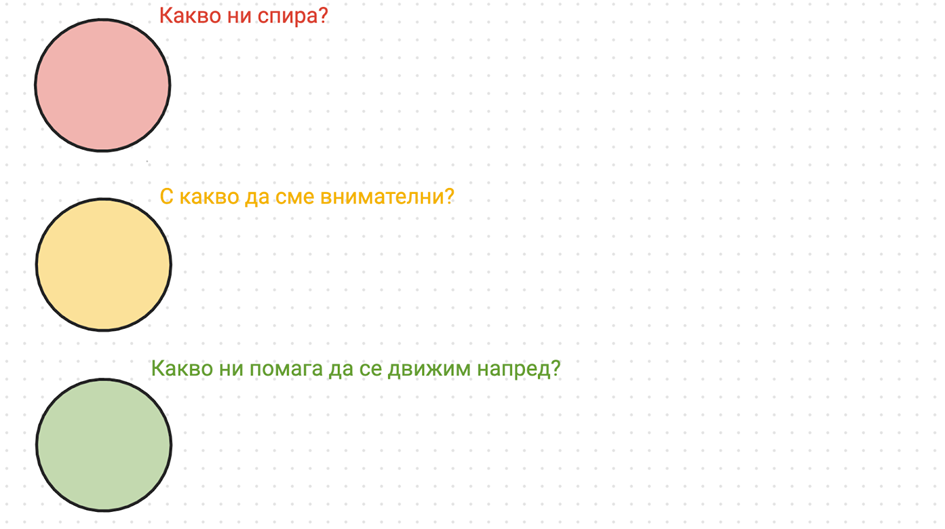 Какво ни спира?
С какво да сме внимателни?
Какво ни помага да се движим напред?